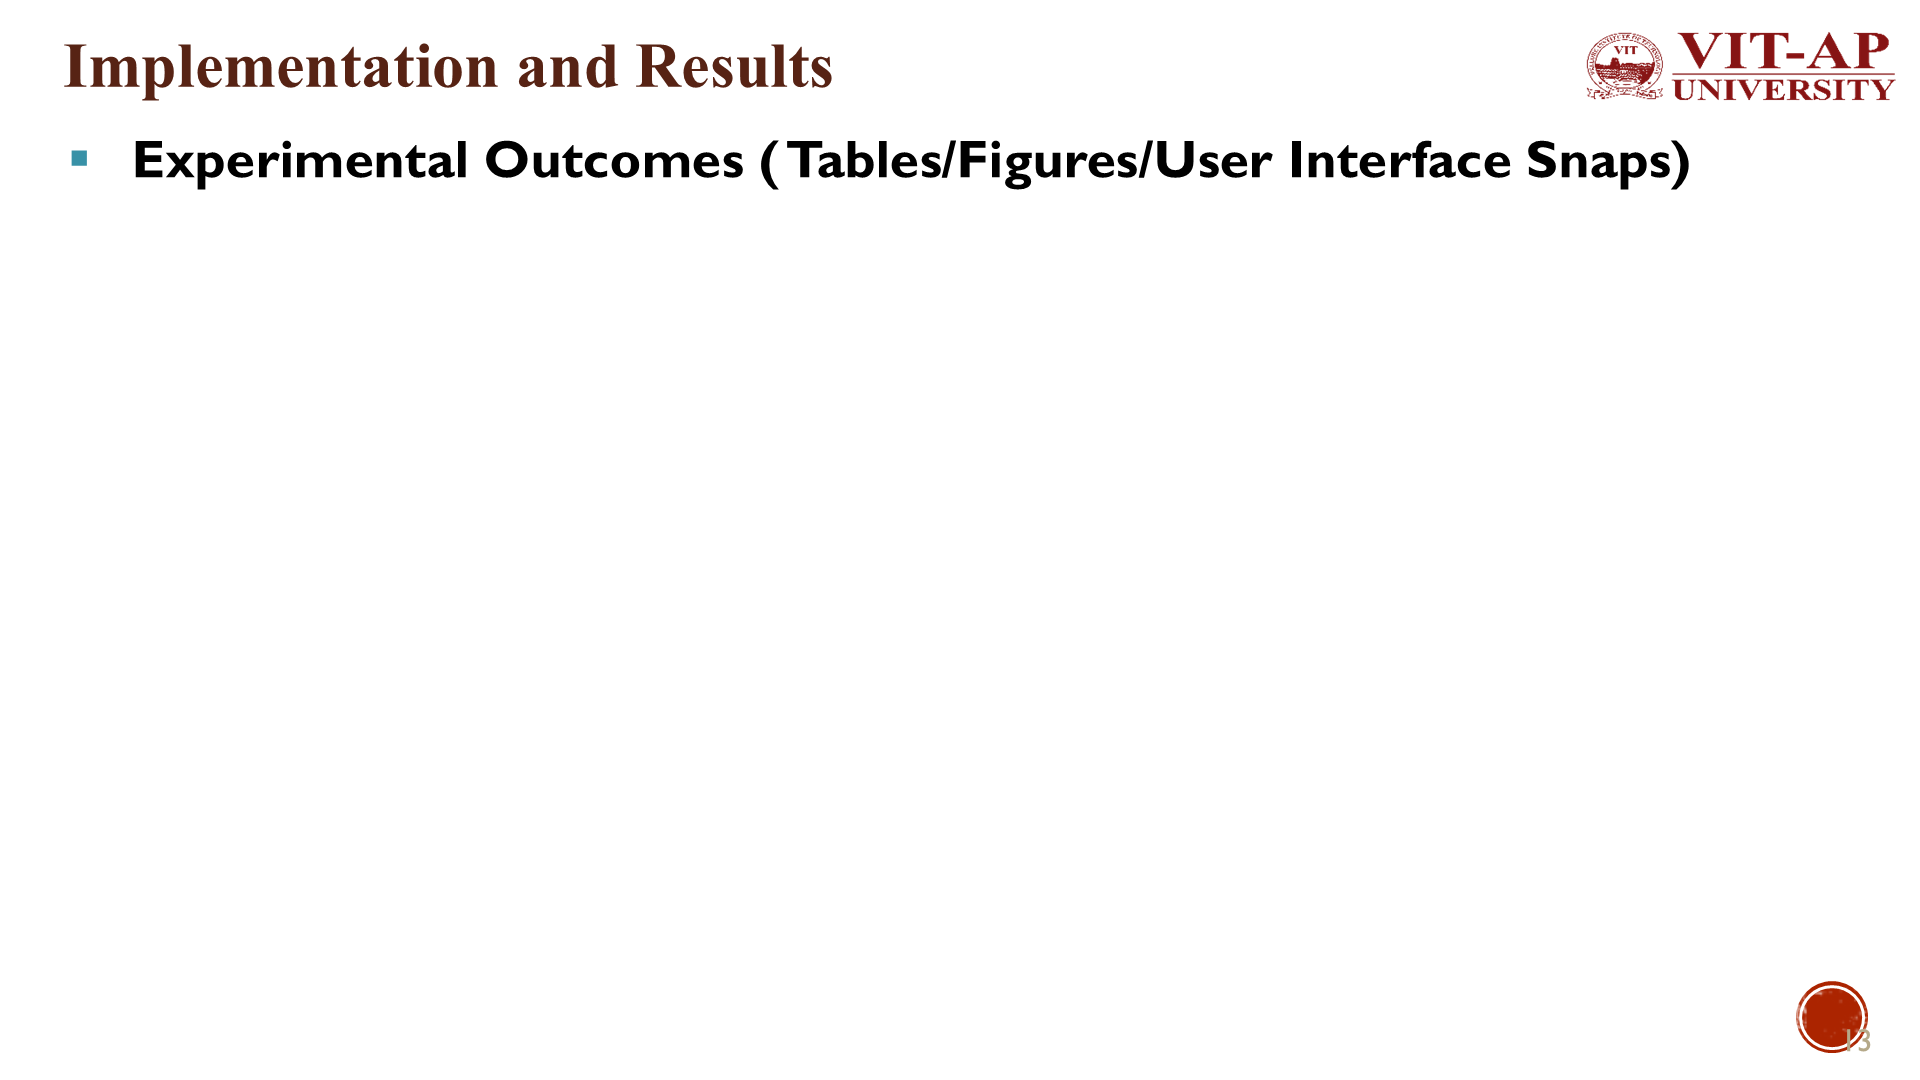 Implementation and Results
VIT
VIT-AP
UNIVERSITY
▪ Experimental Outcomes ( Tables/Figures/User Interface Snaps)
13